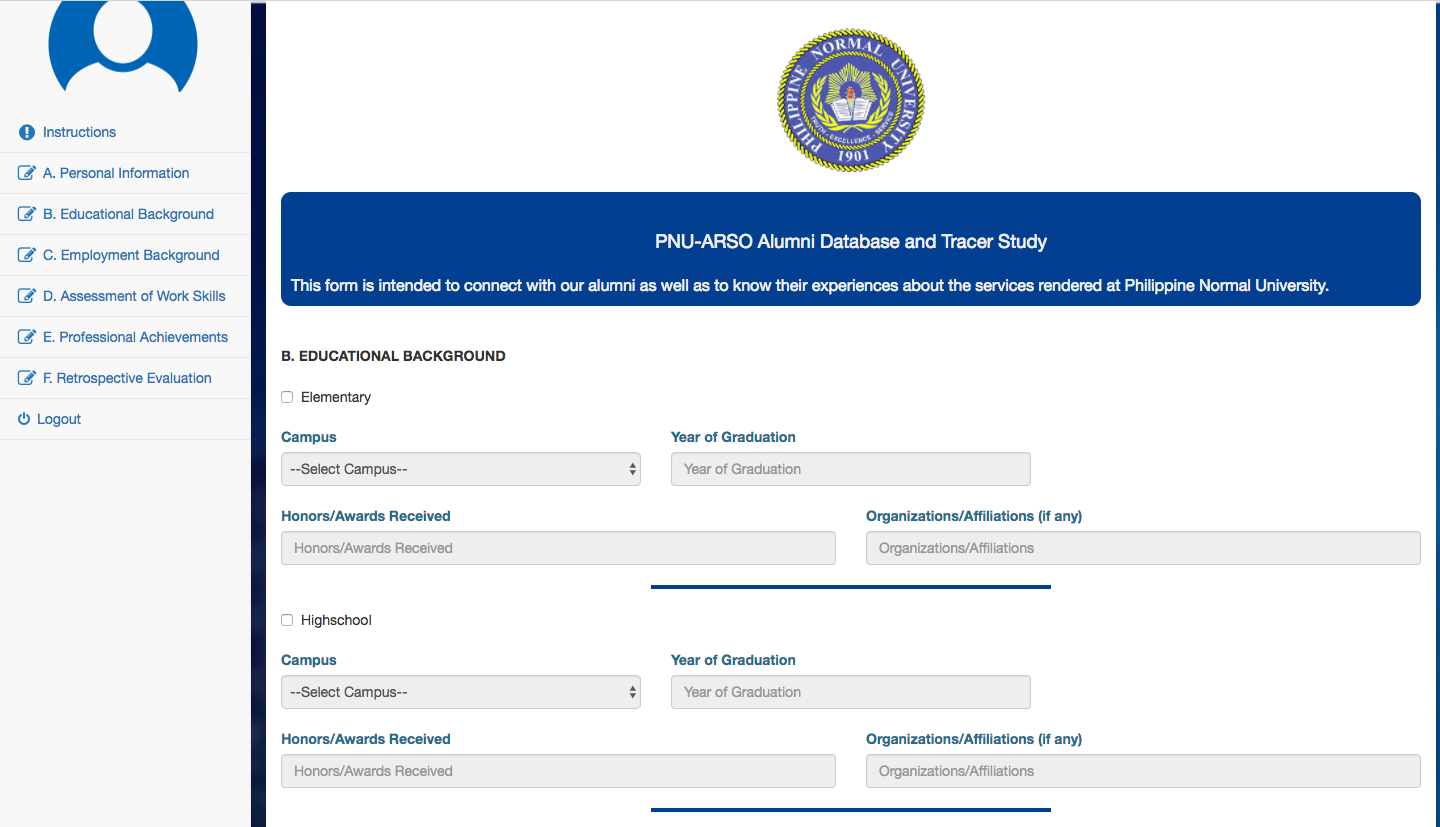 Instructions
A. Personal Information
B. Educational Background
C. Employment Background
D. Assessment of Work Skills
E. Professional Achievements
F. Retrospective Evaluation
Logout
PHILIPPINE NORMAL UNIVERSITY
TRUTH - EXCELLENCE - SERVICE
1901
PNU-ARSO Alumni Database and Tracer Study
This form is intended to connect with our alumni as well as to know their experiences about the services rendered at Philippine Normal University.
B. EDUCATIONAL BACKGROUND
Elementary
Campus Year of Graduation
--Select Campus-- Year of Graduation
Honors/Awards Received Organizations/Affiliations (if any)
Honors/Awards Received Organizations/Affiliations
Highschool
Campus Year of Graduation
--Select Campus-- Year of Graduation
Honors/Awards Received Organizations/Affiliations (if any)
Honors/Awards Received Organizations/Affiliations